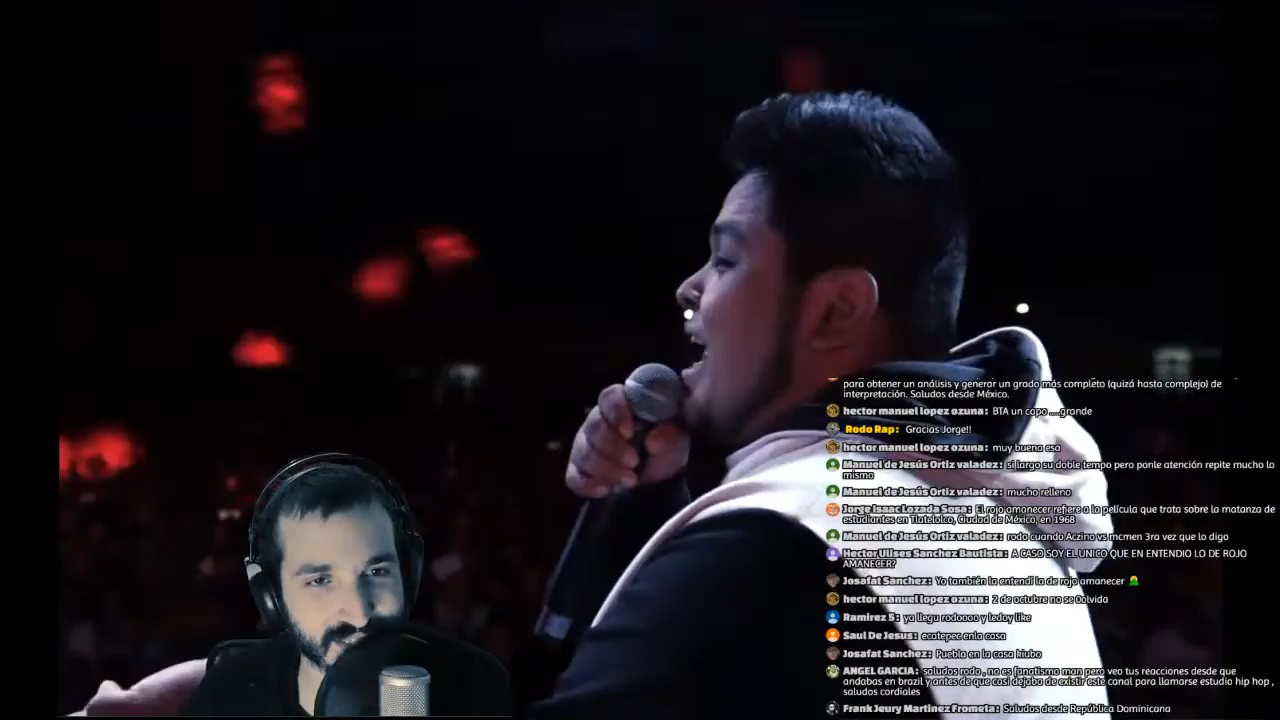 para obtener un análisis y generar un grado más completo (quizá hasta complejo) de
interpretación. Saludos desde México.
hector manuel lopez ozuna: BTA un capo ....grande
Rodo Rap: Gracias Jorge!!
hector manuel lopez ozuna: muy buena esa
Manuel de Jesús Ortiz valadez: si largo su doble tempo pero ponle atención repite mucho lo
mismo
Manuel de Jesús Ortiz valadez: mucho relleno
Jorge Isaac Lozada Sosa: El rojo amanecer refiere a la película que trata sobre la matanza de
estudiantes en Tlatelolco, Ciudad de México, en 1968
Manuel de Jesús Ortiz valadez: rodo cuando Aczino vs mcmen 3ra vez que lo digo
Hector Ulises Sanchez Bautista: A CASO SOY EL UNICO QUE EN ENTENDIO LO DE ROJO
AMANECER?
Josafat Sanchez: Yo también la entendí la de rojo amanecer
hector manuel lopez ozuna: 2 de octubre no se 0olvida
Ramirez S: ya llegu rodoooo y ledoy like
Saul De Jesus: ecatepec enla casa
Josafat Sanchez: Puebla en la casa kiubo
ANGEL GARCIA: saludos rodo , no es fanatismo man pero veo tus reacciones desde que
andabas en brazil y antes de que casi dejaba de existir este canal para llamarse estudio hip hop ,
saludos cordiales
Frank Jeury Martinez Frometa: Saludos desde República Dominicana